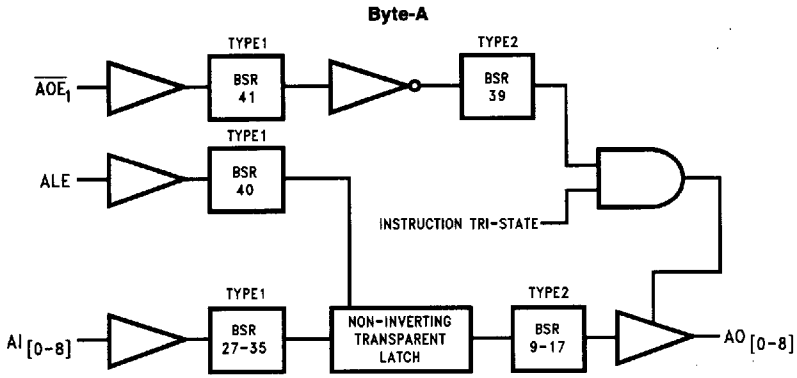 Byte-A
TYPE1
TYPE2
AOE1
BSR
41
BSR
39
TYPE1
ALE
BSR
40
INSTRUCTION TRI-STATE
TYPE1
TYPE2
AI[0-8]
BSR
27-35
NON-INVERTING
TRANSPARENT
LATCH
BSR
9-17
AO[0-8]